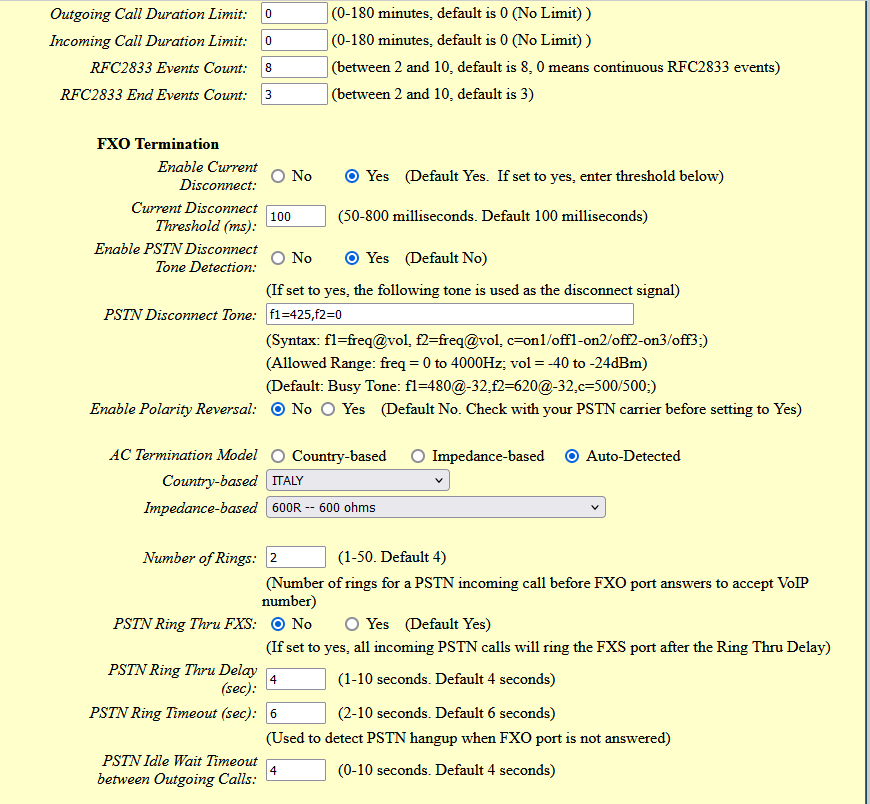 Outgoing Call Duration Limit: 0 (0-180 minutes, default is 0 (No Limit) )
Incoming Call Duration Limit: 0 (0-180 minutes, default is 0 (No Limit) )
RFC2833 Events Count: 8 (between 2 and 10, default is 8, 0 means continuous RFC2833 events)
RFC2833 End Events Count: 3 (between 2 and 10, default is 3)
FXO Termination
Enable Current
Disconnect: No Yes (Default Yes. If set to yes, enter threshold below)
Current Disconnect
Threshold (ms): 100 (50-800 milliseconds. Default 100 milliseconds)
Enable PSTN Disconnect
Tone Detection: No Yes (Default No)
(If set to yes, the following tone is used as the disconnect signal)
PSTN Disconnect Tone: f1=425,f2=0
(Syntax: f1=freq@vol, f2=freq@vol, c=on1/off1-on2/off2-on3/off3;)
(Allowed Range: freq = 0 to 4000Hz; vol = -40 to -24dBm)
(Default: Busy Tone: f1=480@-32,f2=620@-32,c=500/500;)
Enable Polarity Reversal: No Yes (Default No. Check with your PSTN carrier before setting to Yes)
AC Termination Model Country-based Impedance-based Auto-Detected
Country-based ITALY
Impedance-based 600R -- 600 ohms
Number of Rings: 2 (1-50. Default 4)
(Number of rings for a PSTN incoming call before FXO port answers to accept VoIP
number)
PSTN Ring Thru FXS: No Yes (Default Yes)
(If set to yes, all incoming PSTN calls will ring the FXS port after the Ring Thru Delay)
PSTN Ring Thru Delay
(sec): 4 (1-10 seconds. Default 4 seconds)
PSTN Ring Timeout (sec): 6 (2-10 seconds. Default 6 seconds)
(Used to detect PSTN hangup when FXO port is not answered)
PSTN Idle Wait Timeout
between Outgoing Calls: 4 (0-10 seconds. Default 4 seconds)